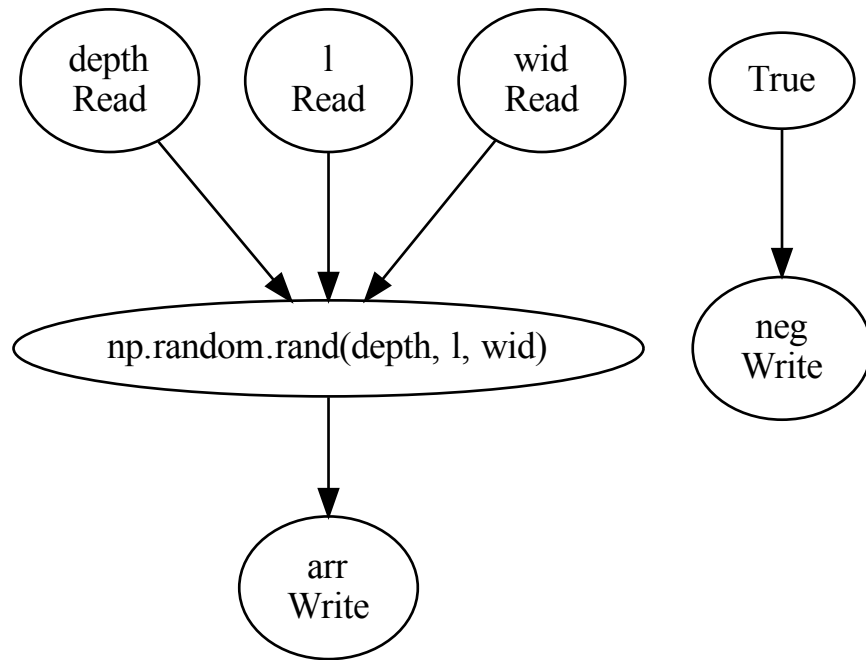 depth
Read
l
Read
wid
Read
True
np.random.rand(depth, l, wid)
neg
Write
arr
Write